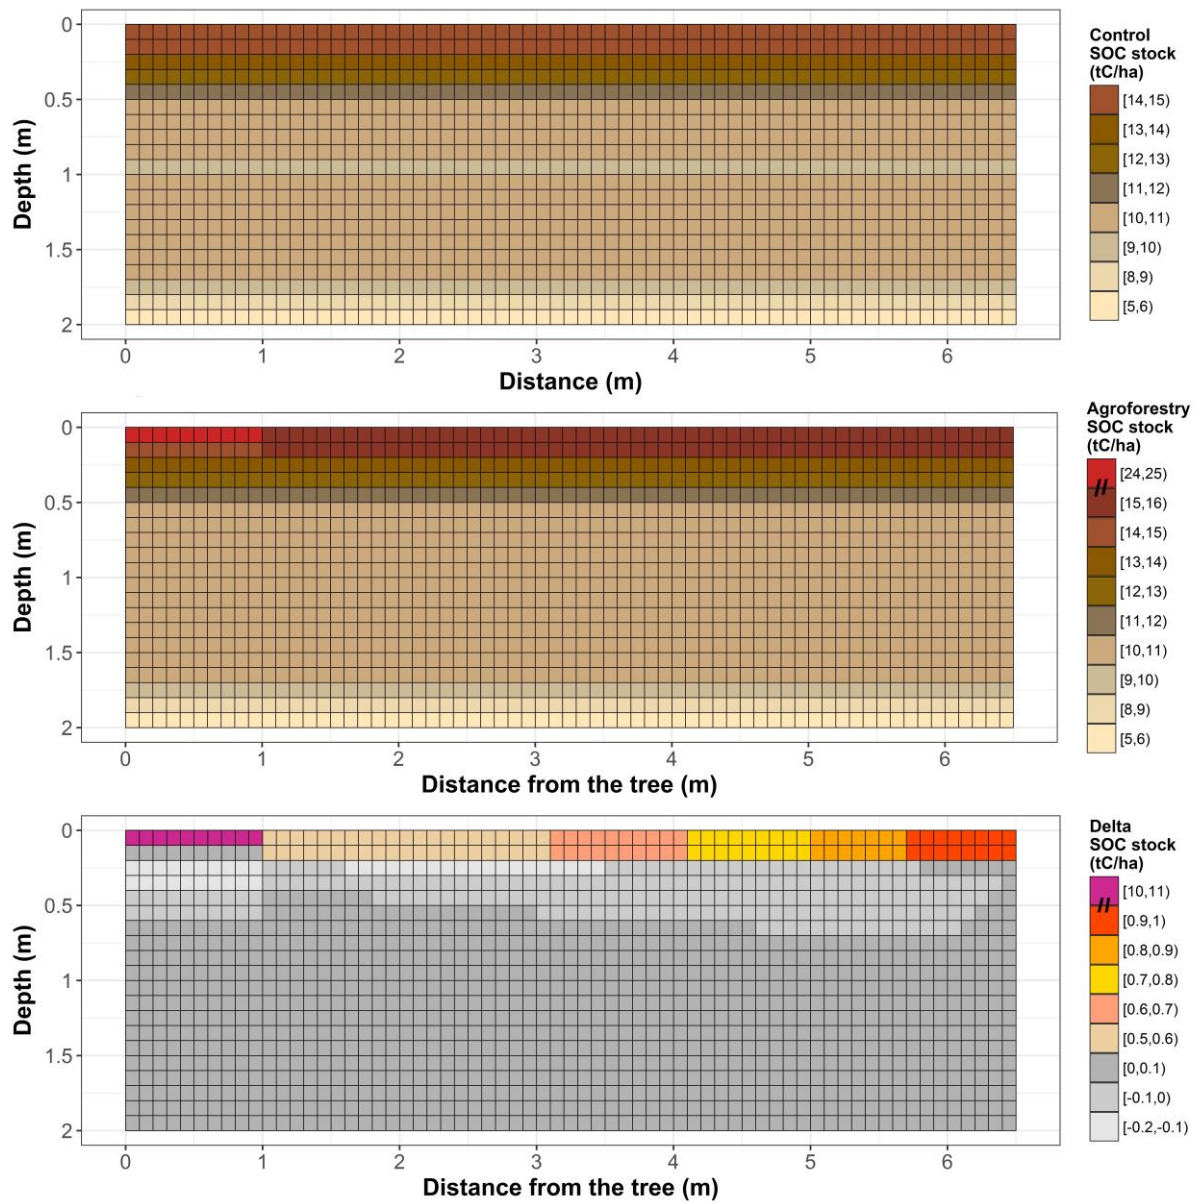 Control
SOC stock
(tC/ha)
[14,15)
[13,14)
[12,13)
[11,12)
[10,11)
[9,10)
[8,9)
[5,6)
Depth (m)
0
0.5
1
1.5
2
0 1 2 3 4 5 6
Distance (m)
Agroforestry
SOC stock
(tC/ha)
[24,25)
//
[15,16)
[14,15)
[13,14)
[12,13)
[11,12)
[10,11)
[9,10)
[8,9)
[5,6)
Depth (m)
0
0.5
1
1.5
2
0 1 2 3 4 5 6
Distance from the tree (m)
Delta
SOC stock
(tC/ha)
[10,11)
//
[0.9,1)
[0.8,0.9)
[0.7,0.8)
[0.6,0.7)
[0.5,0.6)
[0,0.1)
[-0.1,0)
[-0.2,-0.1)
Depth (m)
0
0.5
1
1.5
2
0 1 2 3 4 5 6
Distance from the tree (m)